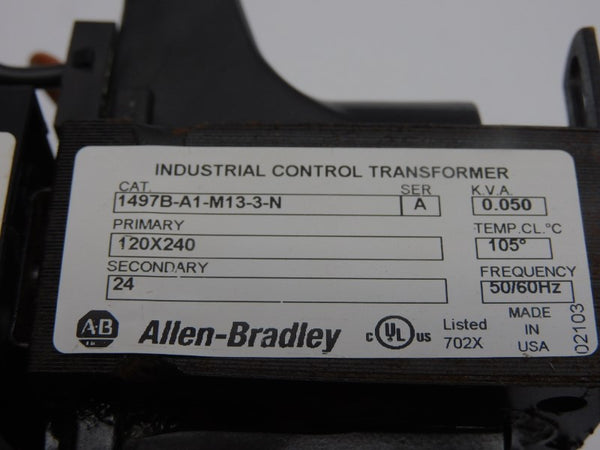 INDUSTRIAL CONTROL TRANSFORMER
CAT. SER K.V.A.
1497B-A1-M13-3-N A 0.050
PRIMARY TEMP.CL.°C
120X240 105°
SECONDARY FREQUENCY
24 50/60Hz
A-B Allen-Bradley c UL us Listed 702X MADE IN USA
02103